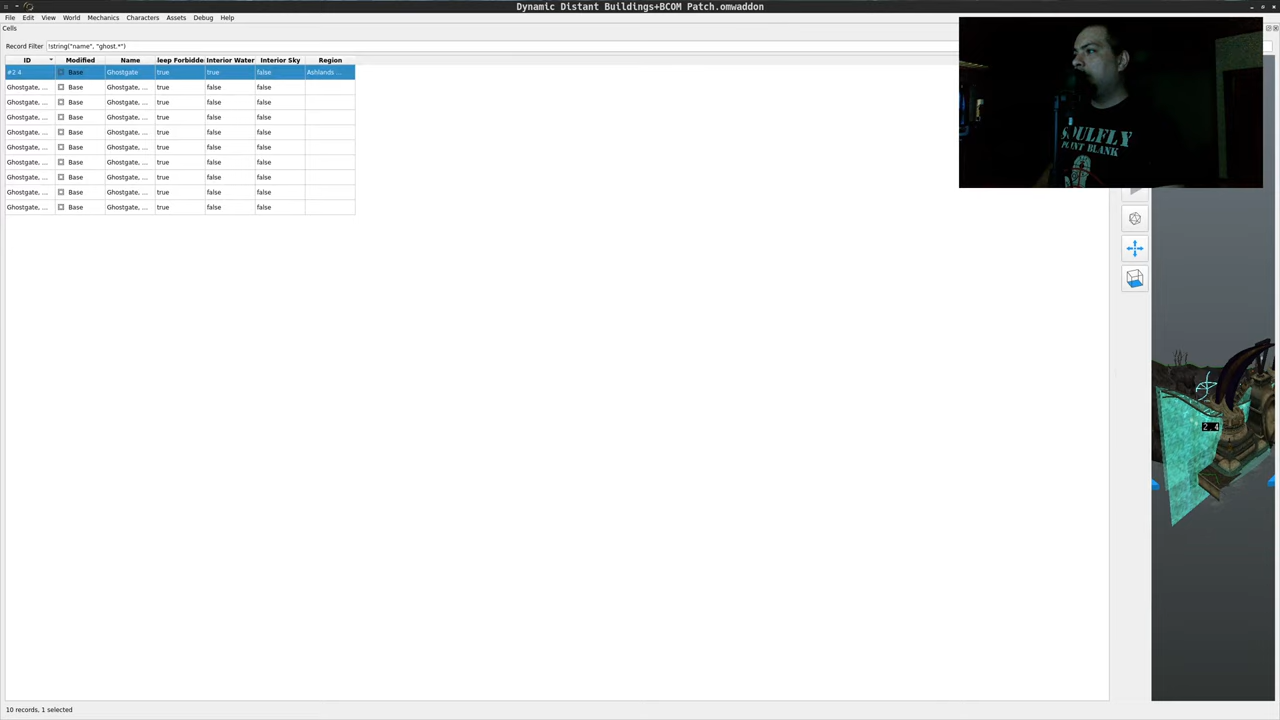 Dynamic Distant Buildings+BCOM Patch.omwaddon
File Edit View World Mechanics Characters Assets Debug Help
Cells
Record Filter !string("name", "ghost.*")
ID Modified Name leep Forbidde Interior Water Interior Sky Region
#2 4 Base Ghostgate true true false Ashlands ...
Ghostgate, ... Base Ghostgate, ... true false false
Ghostgate, ... Base Ghostgate, ... true false false
Ghostgate, ... Base Ghostgate, ... true false false
Ghostgate, ... Base Ghostgate, ... true false false
Ghostgate, ... Base Ghostgate, ... true false false
Ghostgate, ... Base Ghostgate, ... true false false
Ghostgate, ... Base Ghostgate, ... true false false
Ghostgate, ... Base Ghostgate, ... true false false
Ghostgate, ... Base Ghostgate, ... true false false
SOULFLY
POINT BLANK
2, 4
10 records, 1 selected